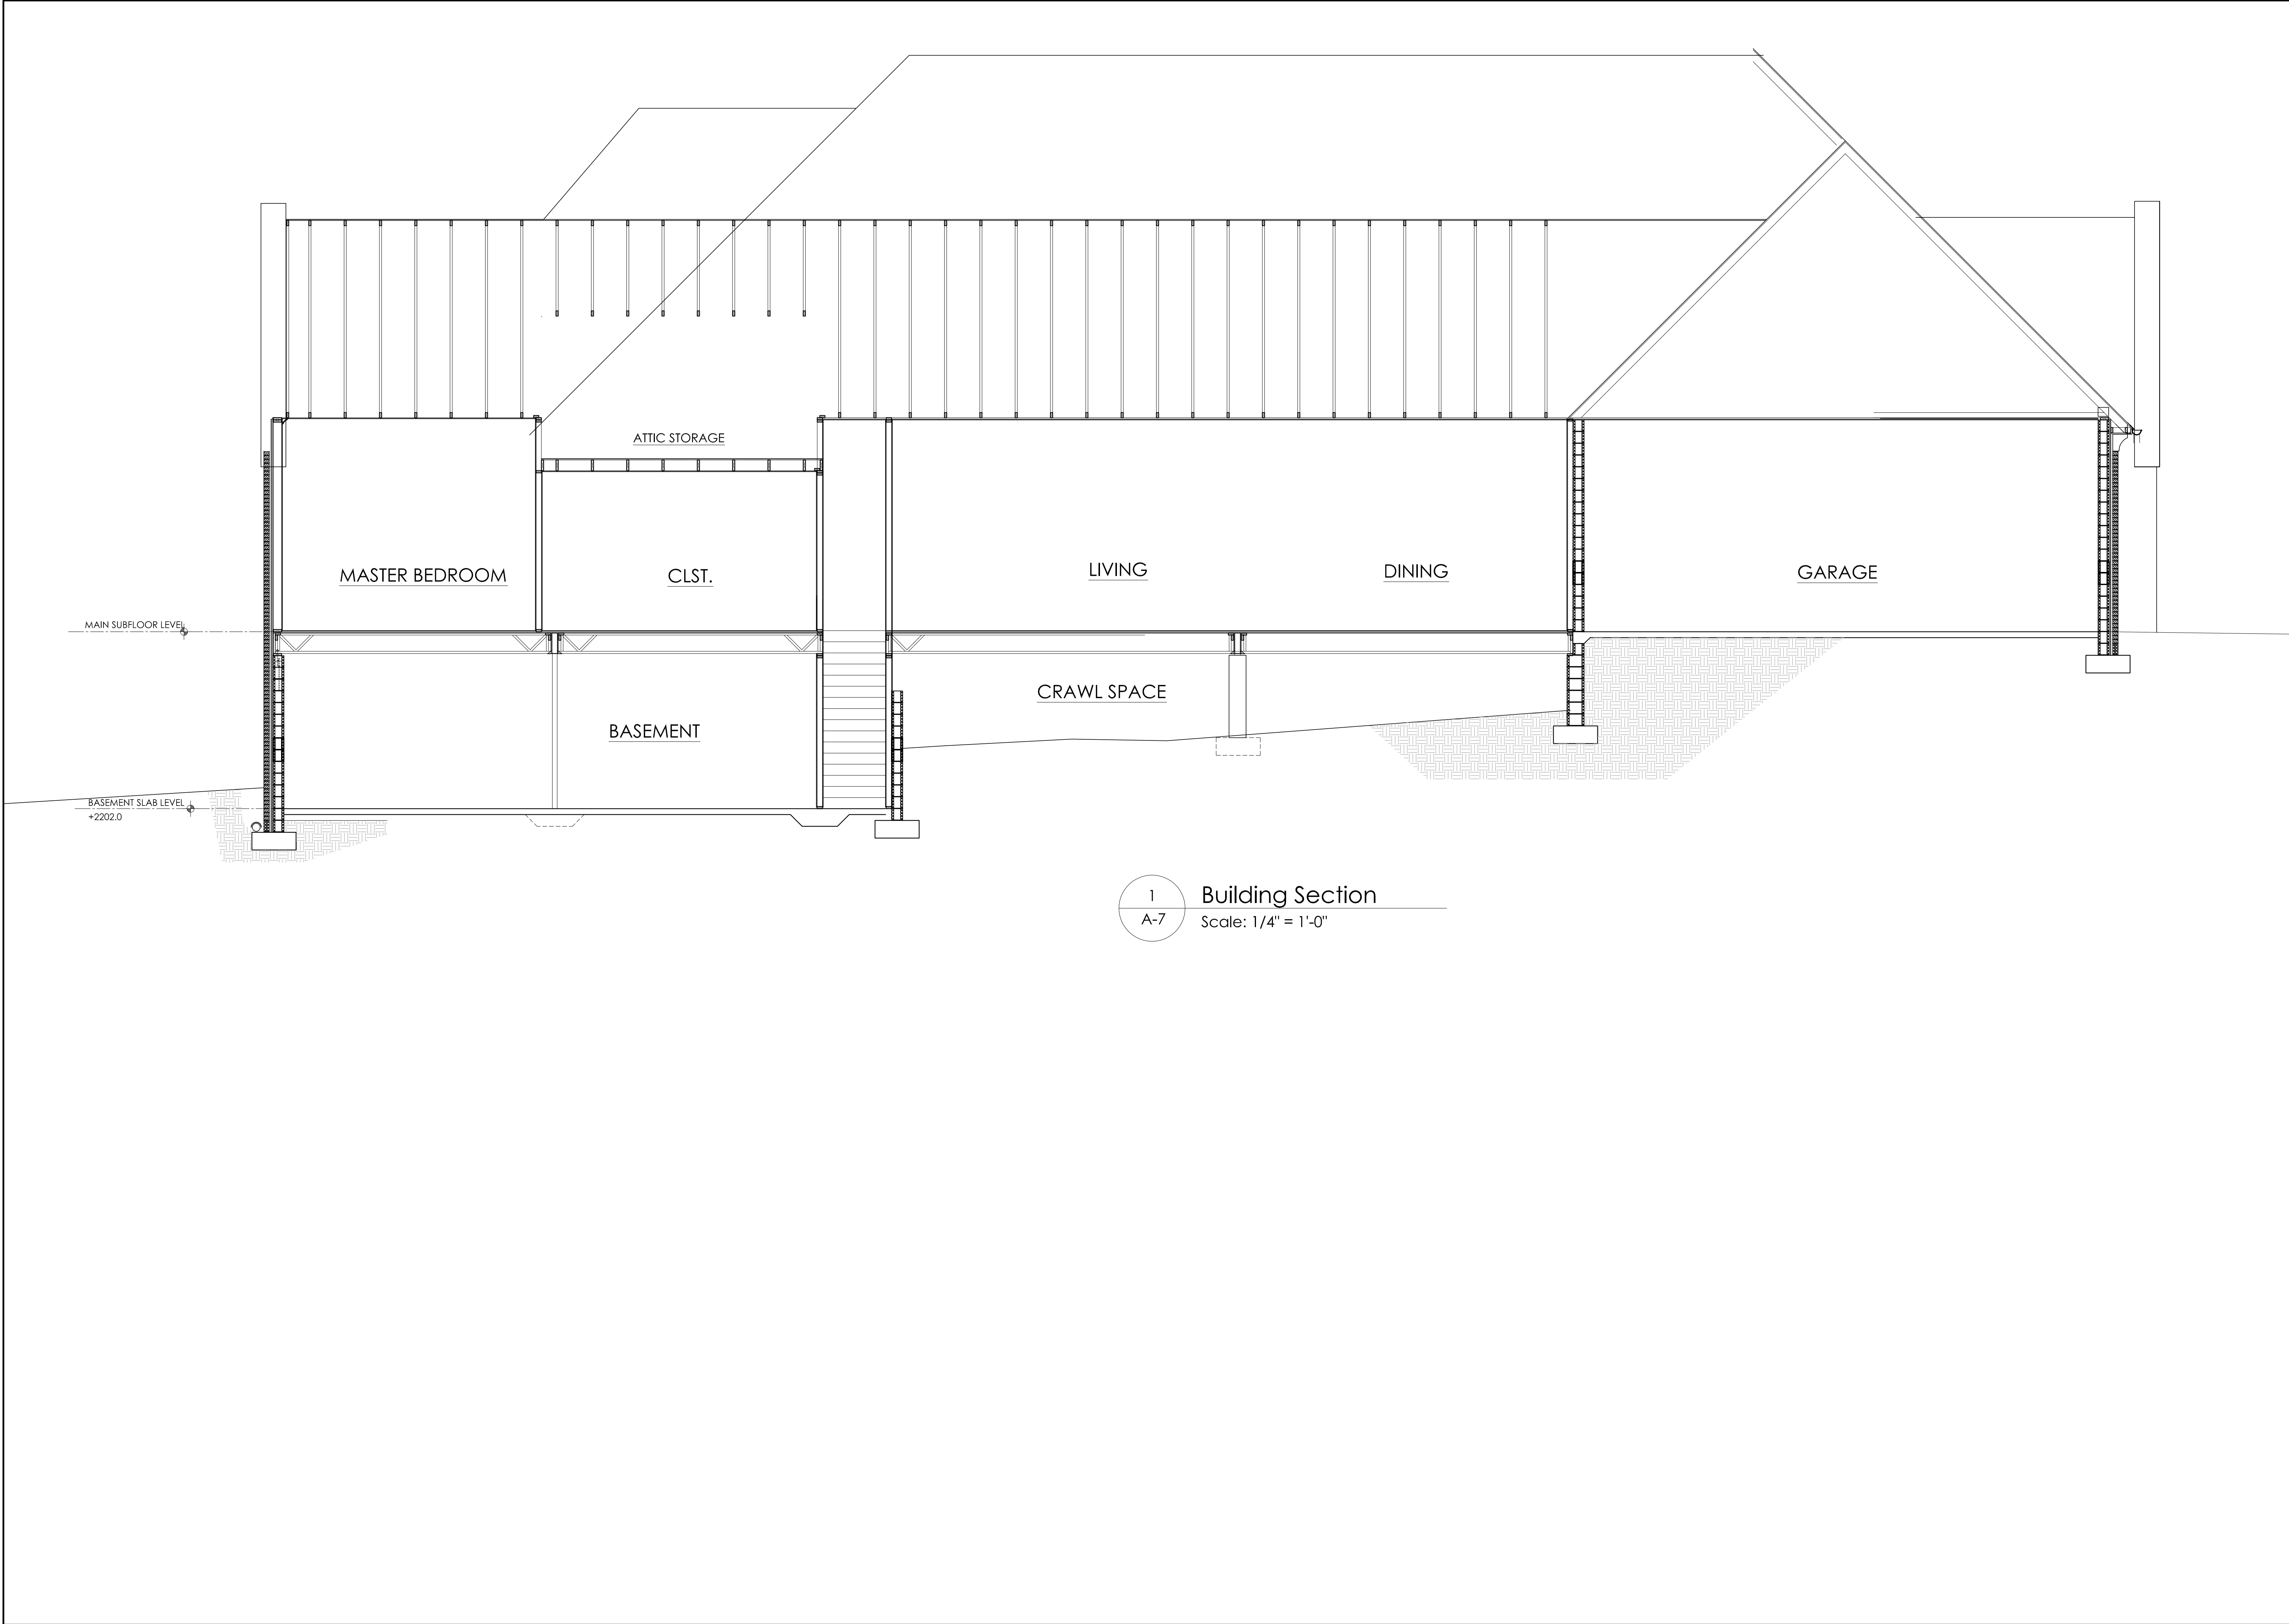 ATTIC STORAGE
MASTER BEDROOM
CLST.
LIVING
DINING
GARAGE
MAIN SUBFLOOR LEVEL
CRAWL SPACE
BASEMENT
BASEMENT SLAB LEVEL
+2202.0
1
A-7
Building Section
Scale: 1/4" = 1'-0"